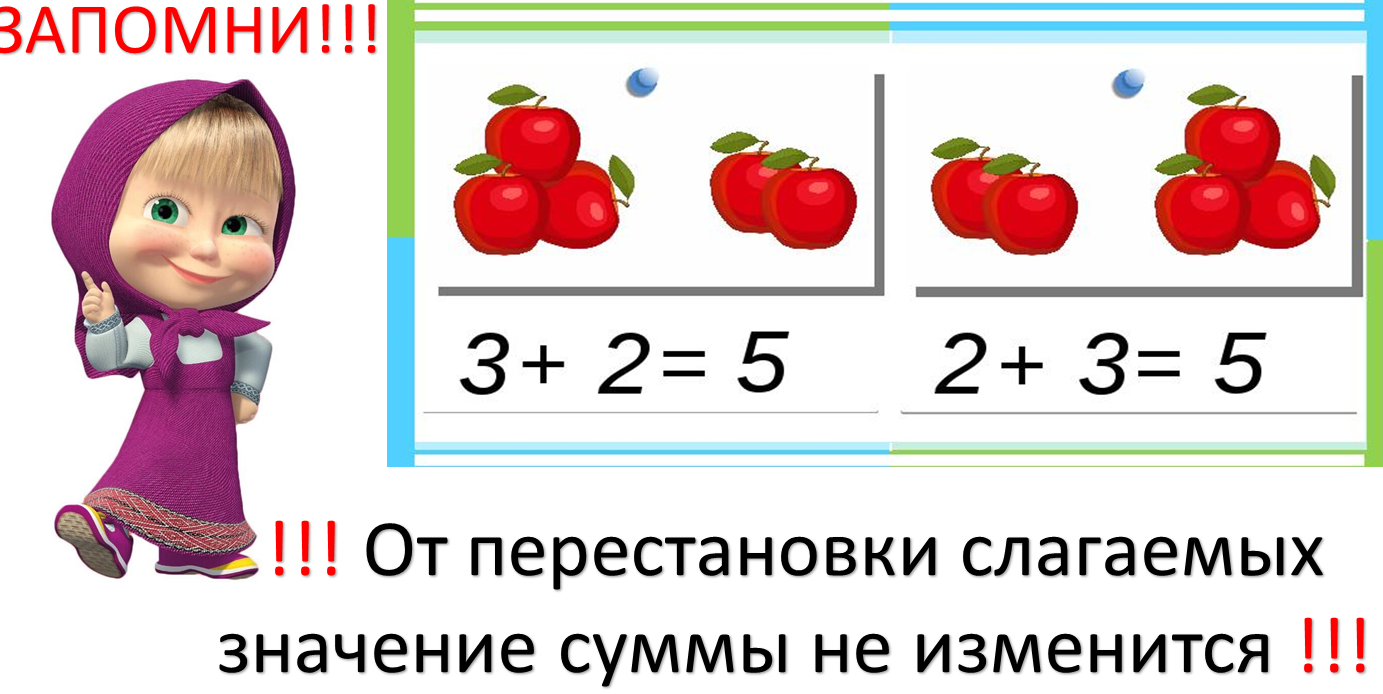 ЗАПОМНИ!!!
3+ 2= 5
2+ 3= 5
!!! От перестановки слагаемых
значение суммы не изменится !!!